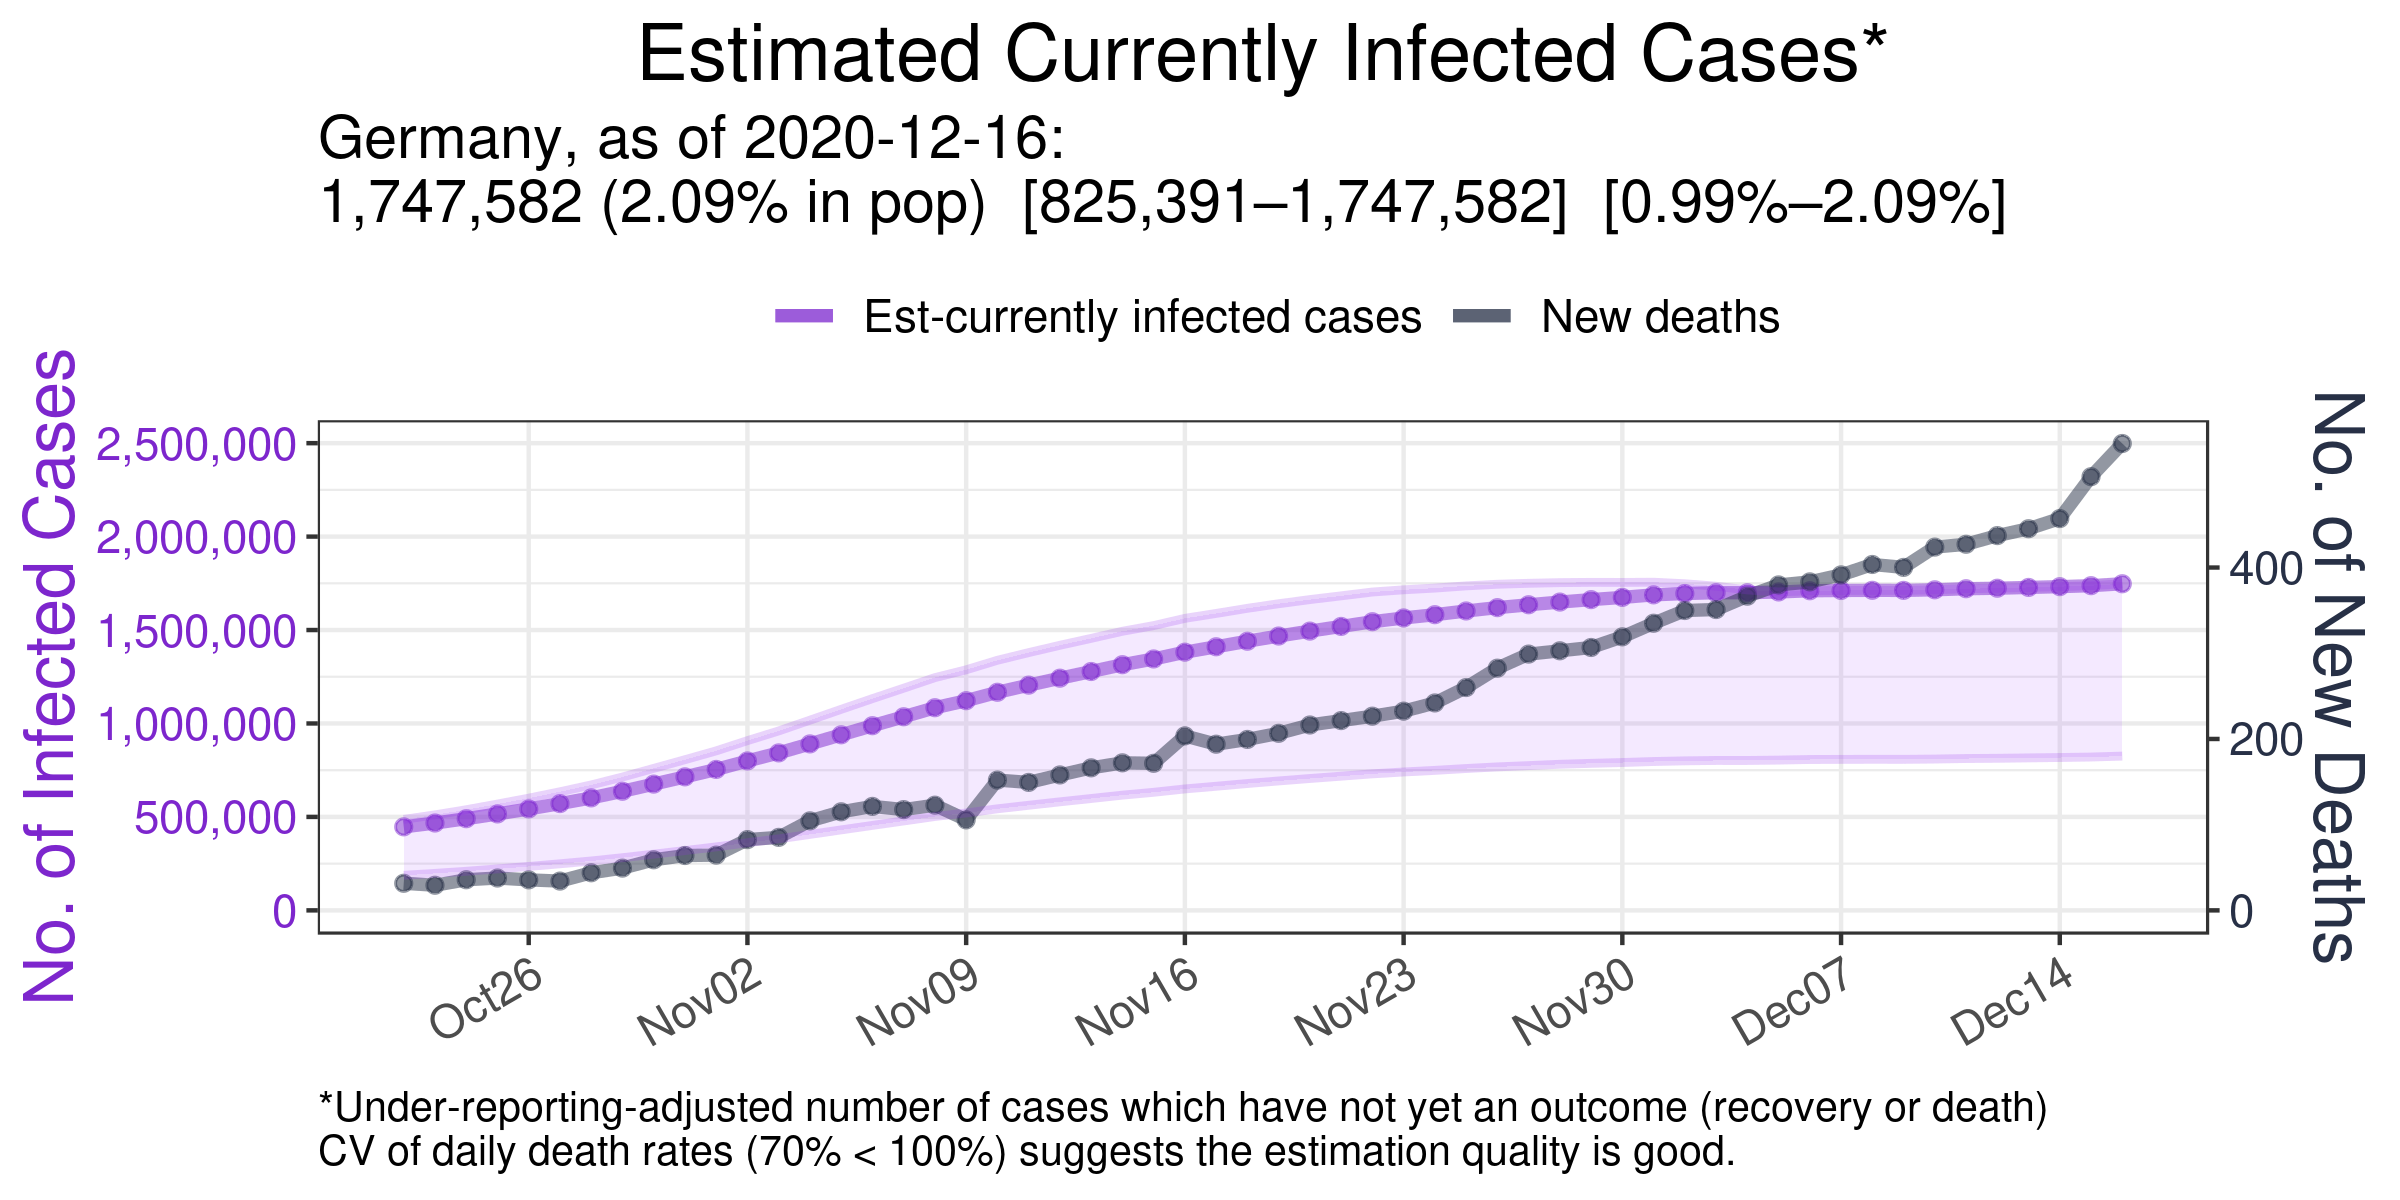 Estimated Currently Infected Cases*
Germany, as of 2020-12-16:
1,747,582 (2.09% in pop)  [825,391–1,747,582]  [0.99%–2.09%]
Est-currently infected cases
New deaths
No. of Infected Cases
2,500,000
2,000,000
1,500,000
1,000,000
500,000
0
No. of New Deaths
400
200
0
Oct26
Nov02
Nov09
Nov16
Nov23
Nov30
Dec07
Dec14
*Under-reporting-adjusted number of cases which have not yet an outcome (recovery or death)
CV of daily death rates (70% < 100%) suggests the estimation quality is good.